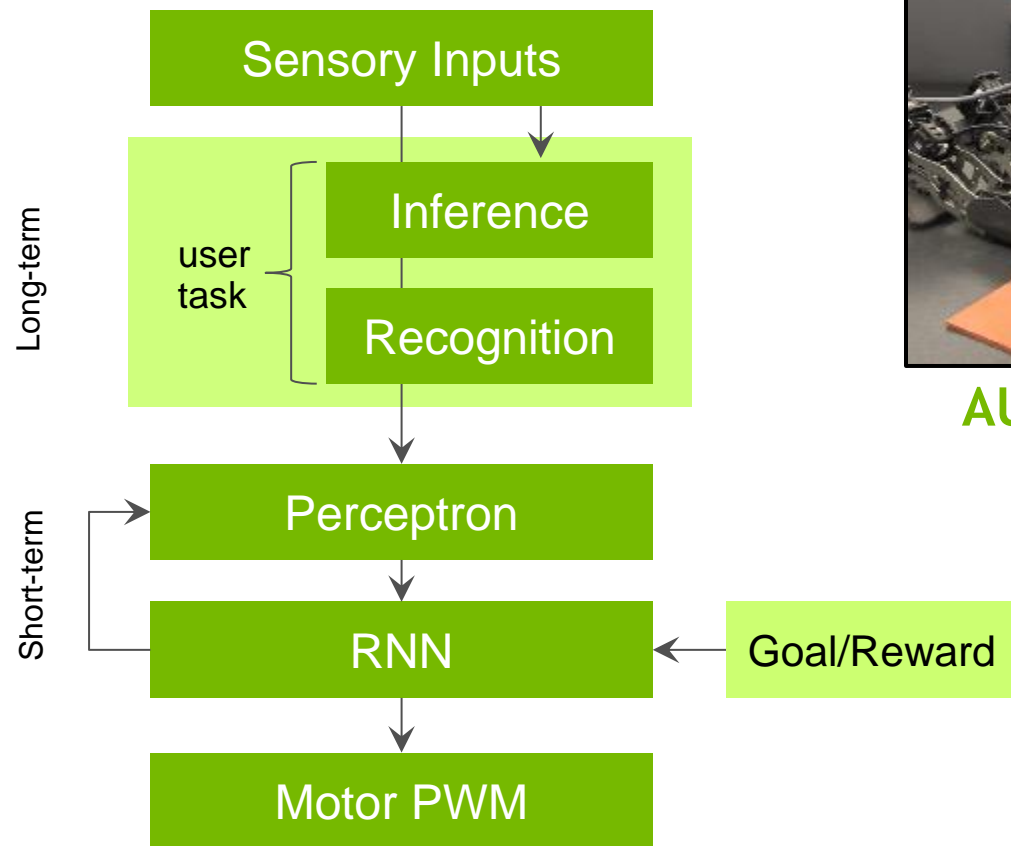 Sensory Inputs
Long-term
user
task
Inference
Recognition
Short-term
Perceptron
RNN
Goal/Reward
Motor PWM